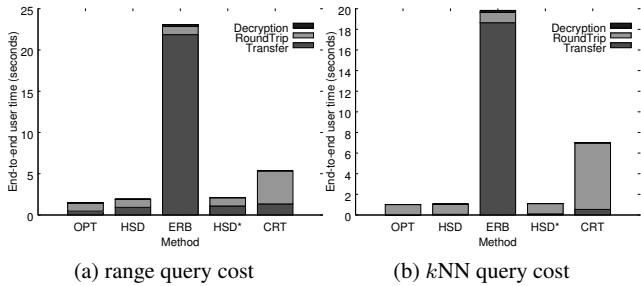 25
20
15
10
5
0
End-to-end user time (seconds)
Decryption
RoundTrip
Transfer
OPT HSD ERB HSD* CRT
Method
(a) range query cost
20
18
16
14
12
10
8
6
4
2
0
End-to-end user time (seconds)
Decryption
RoundTrip
Transfer
OPT HSD ERB HSD* CRT
Method
(b) kNN query cost